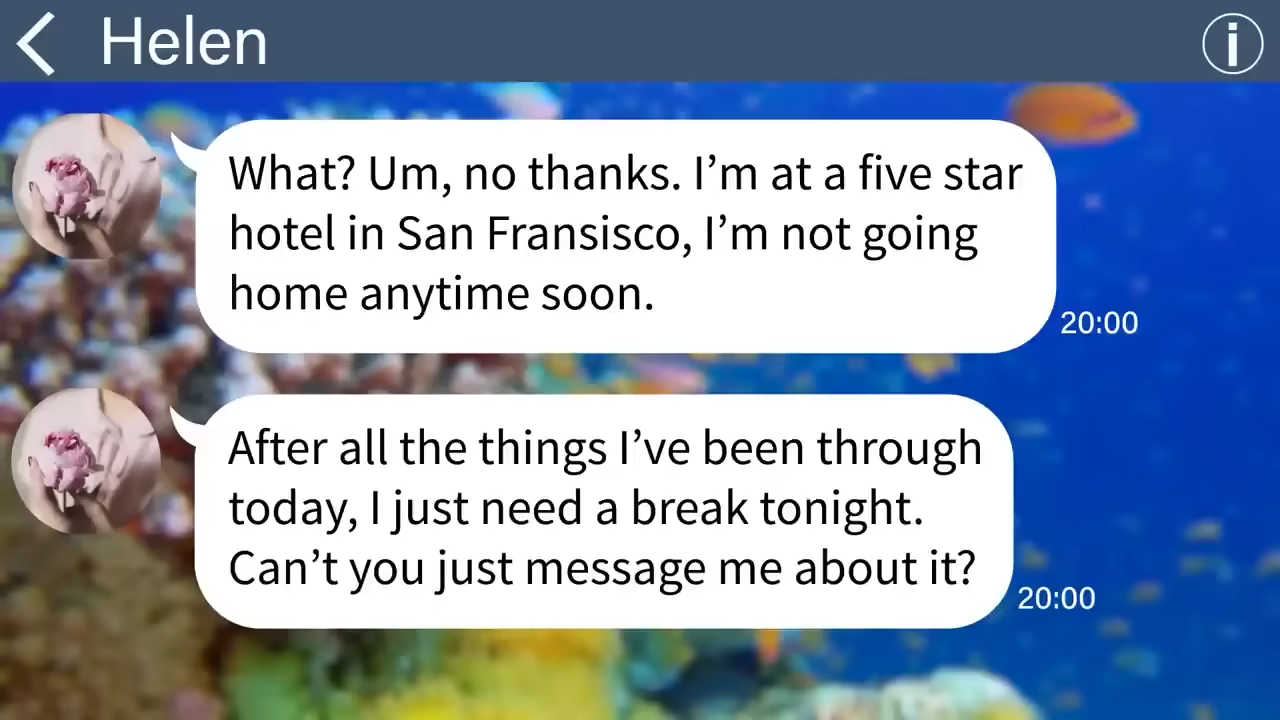 Helen
What? Um, no thanks. I’m at a five star
hotel in San Fransisco, I’m not going
home anytime soon.
20:00
After all the things I’ve been through
today, I just need a break tonight.
Can’t you just message me about it?
20:00